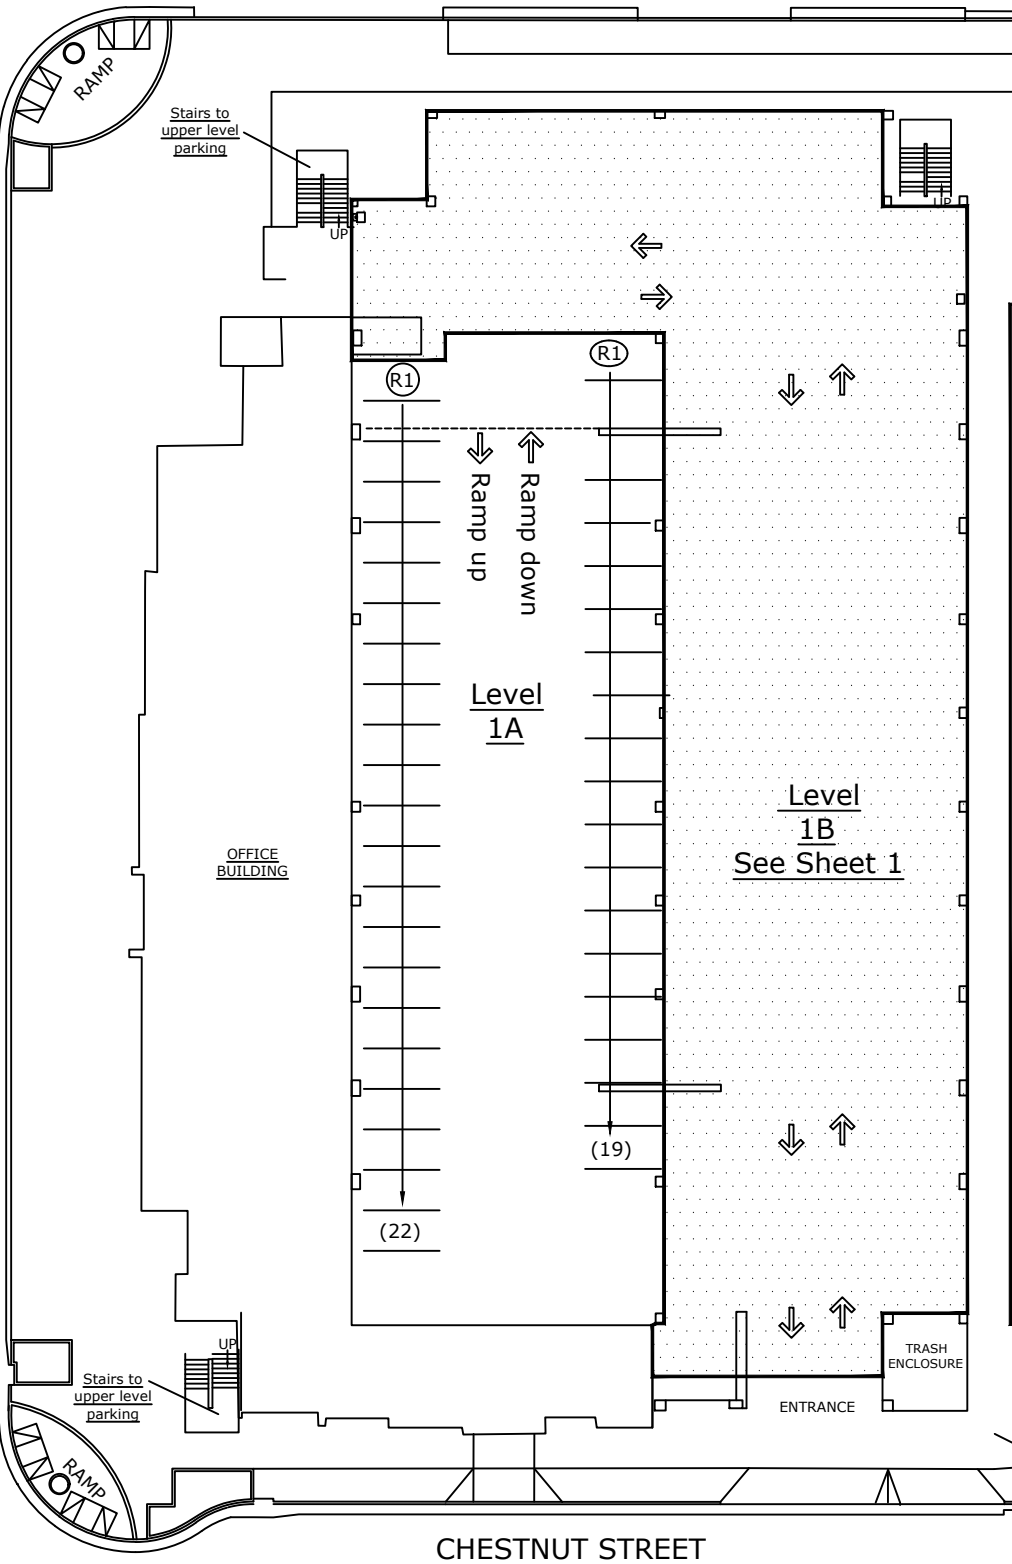 RAMP
Stairs to
upper level
parking
UP
UP
R1
R1
Ramp up
Ramp down
Level
1A
Level
1B
See Sheet 1
OFFICE
BUILDING
(19)
(22)
UP
Stairs to
upper level
parking
TRASH
ENCLOSURE
ENTRANCE
RAMP
CHESTNUT STREET